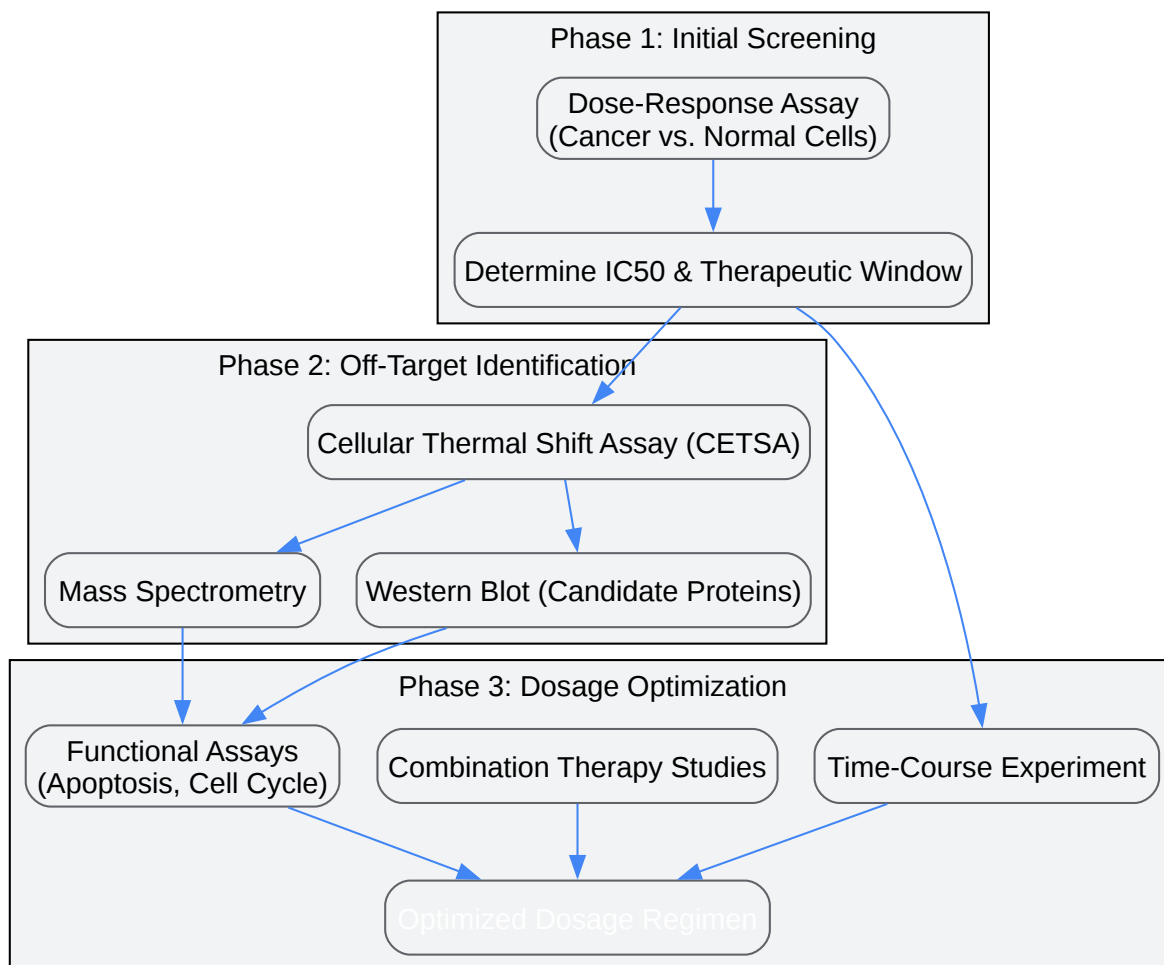 Phase 1: Initial Screening
Dose-Response Assay
(Cancer vs. Normal Cells)
Determine IC50 & Therapeutic Window
Phase 2: Off-Target Identification
Cellular Thermal Shift Assay (CETSA)
Mass Spectrometry
Western Blot (Candidate Proteins)
Phase 3: Dosage Optimization
Functional Assays
(Apoptosis, Cell Cycle)
Combination Therapy Studies
Time-Course Experiment
Optimized Dosage Regimen